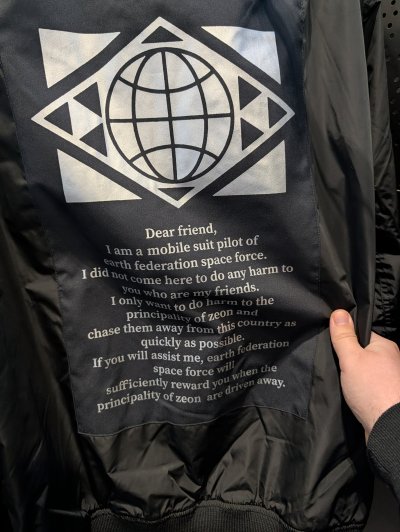 Dear friend,
I am a mobile suit pilot of
earth federation space force.
I did not come here to do any harm to
you who are my friends.
I only want to do harm to the
principality of zeon and
chase them away from this country as
quickly as possible.
If you will assist me, earth federation
space force will
sufficiently reward you when the
principality of zeon are driven away.